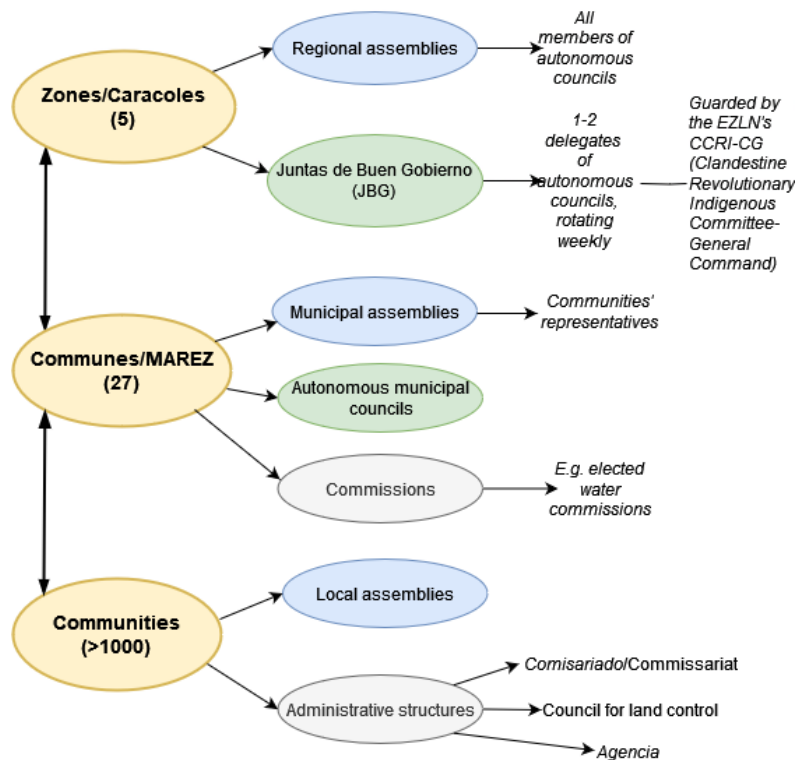 Zones/Caracoles
(5)
Regional assemblies
All
members of
autonomous
councils
Juntas de Buen Gobierno
(JBG)
1-2
delegates
of
autonomous
councils,
rotating
weekly
Guarded by
the EZLN's
CCRI-CG
(Clandestine
Revolutionary
Indigenous
Committee-
General
Command)
Communes/MAREZ
(27)
Municipal assemblies
Communities'
representatives
Autonomous municipal
councils
Commissions
E.g. elected
water
commissions
Communities
(>1000)
Local assemblies
Administrative structures
Comisariado/Commissariat
Council for land control
Agencia